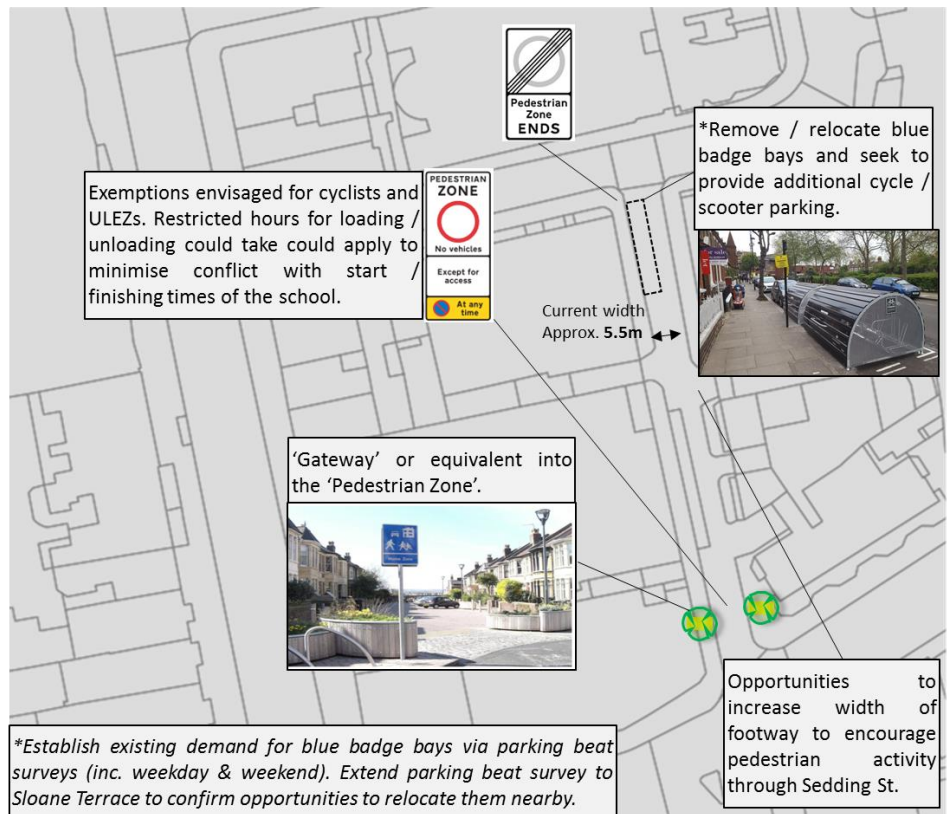 Pedestrian
Zone
ENDS
*Remove / relocate blue
badge bays and seek to
provide additional cycle /
scooter parking.
Exemptions envisaged for cyclists and
ULEZs. Restricted hours for loading /
unloading could take could apply to
minimise conflict with start /
finishing times of the school.
PEDESTRIAN
ZONE
No vehicles
Except for
access
At any
time
Current width
Approx. 5.5m
'Gateway' or equivalent into
the 'Pedestrian Zone'.
Opportunities to
increase width of
footway to encourage
pedestrian activity
through Sedding St.
*Establish existing demand for blue badge bays via parking beat
surveys (inc. weekday & weekend). Extend parking beat survey to
Sloane Terrace to confirm opportunities to relocate them nearby.